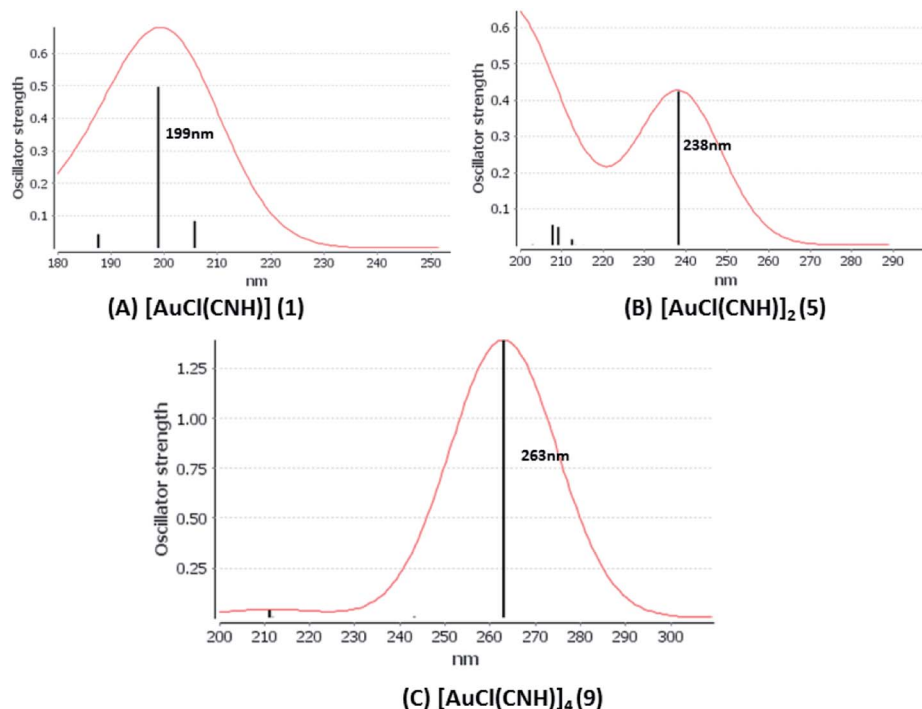 Oscillator strength
0.6
0.5
0.4
0.3
0.2
0.1
199nm
180 190 200 210 220 230 240 250
nm
(A) [AuCl(CNH)] (1)
Oscillator strength
0.6
0.5
0.4
0.3
0.2
0.1
238nm
200 210 220 230 240 250 260 270 280 290
nm
(B) [AuCl(CNH)]₂ (5)
Oscillator strength
1.25
1.00
0.75
0.50
0.25
263nm
200 210 220 230 240 250 260 270 280 290 300
nm
(C) [AuCl(CNH)]₄ (9)